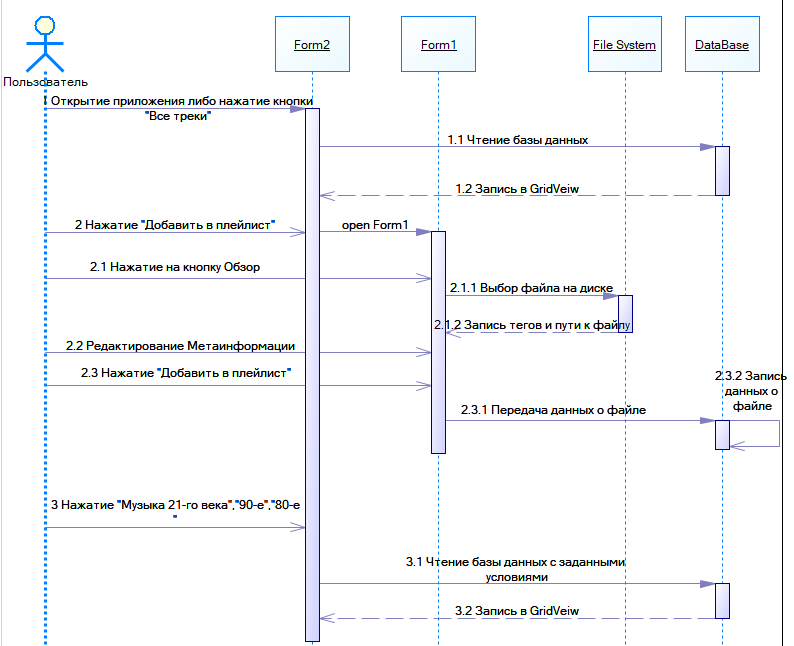 Form2
Form1
File System
DataBase
Пользователь
1 Открытие приложения либо нажатие кнопки
"Все треки"
1.1 Чтение базы данных
1.2 Запись в GridVeiw
2 Нажатие "Добавить в плейлист"
open Form1
2.1 Нажатие на кнопку Обзор
2.1.1 Выбор файла на диске
2.1.2 Запись тегов и пути к файлу
2.2 Редактирование Метаинформации
2.3 Нажатие "Добавить в плейлист"
2.3.2 Запись
данных о
файле
2.3.1 Передача данных о файле
3 Нажатие "Музыка 21-го века","90-е","80-е
"
3.1 Чтение базы данных с заданными
условиями
3.2 Запись в GridVeiw